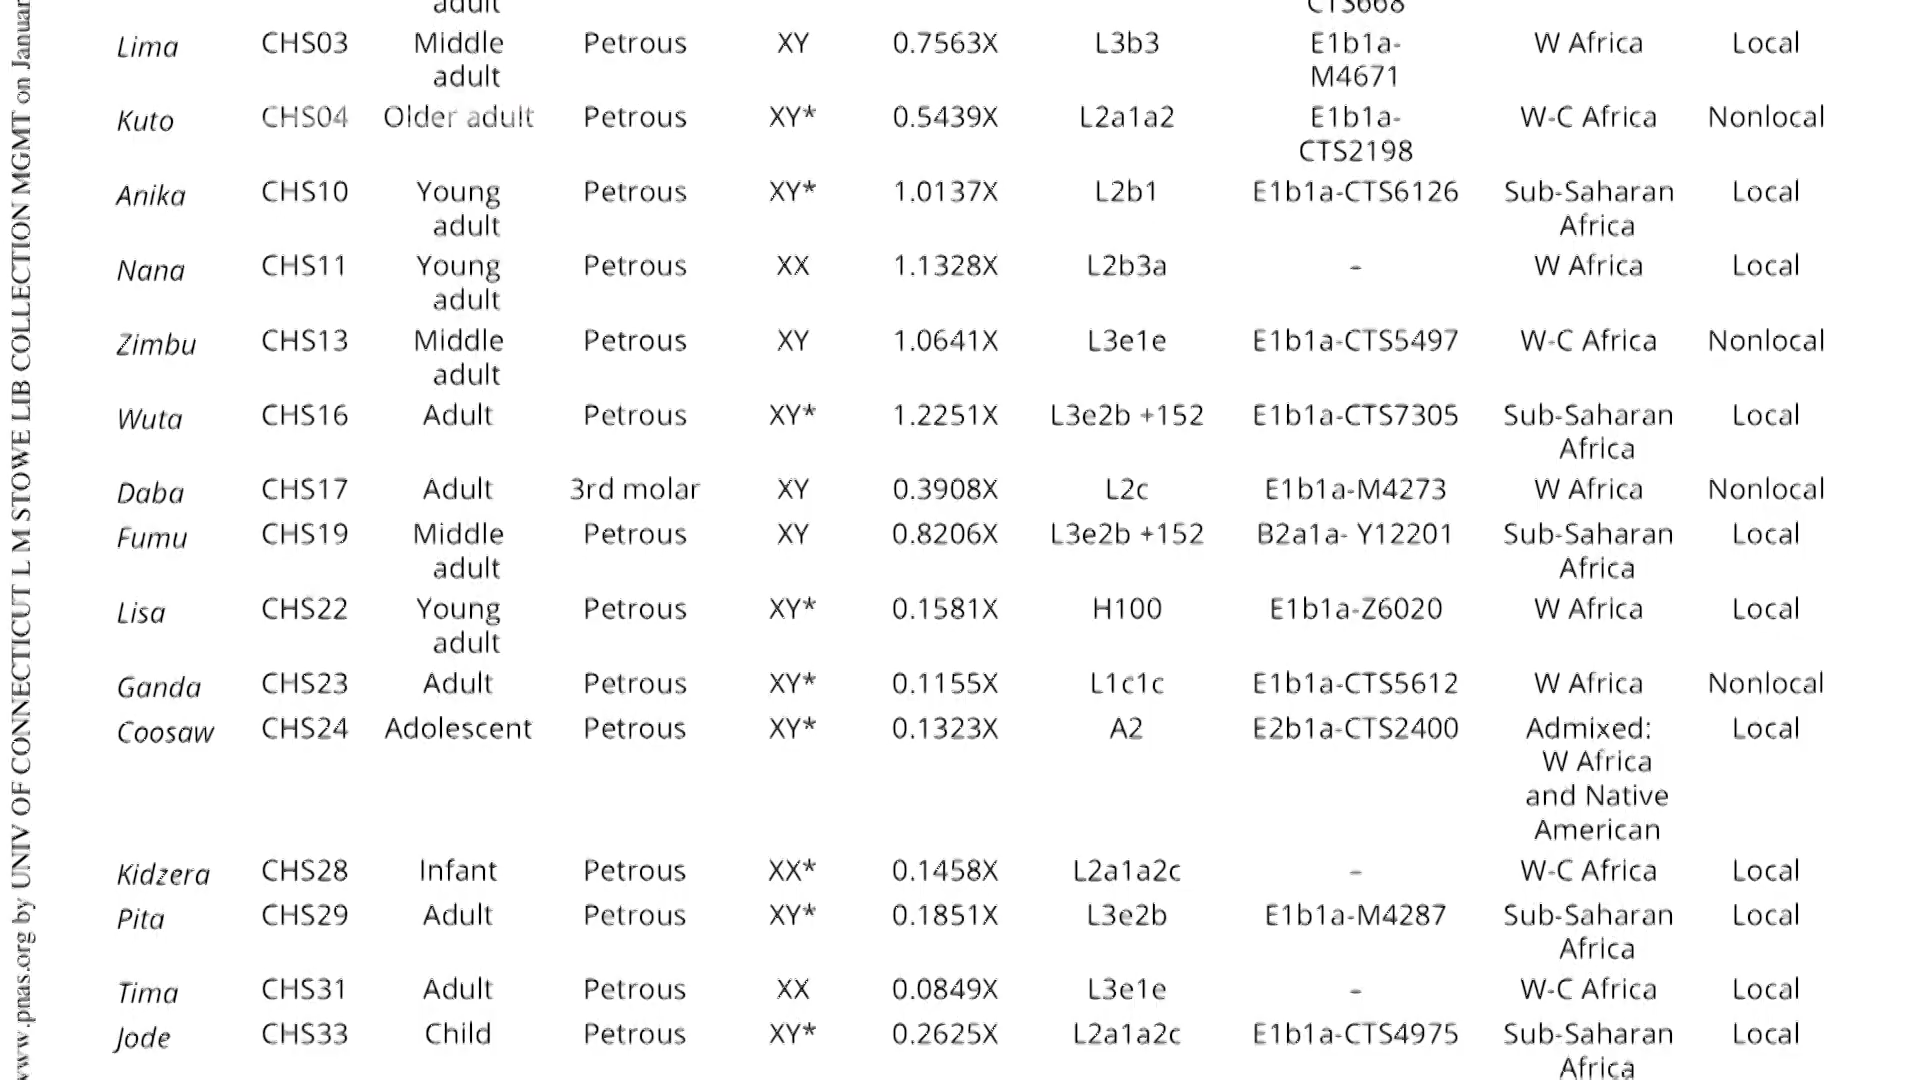 www.pnas.org by UNIV OF CONNECTICUT L M STOWE LIB COLLECTION MGMT on
adult CTS668
Lima CHS03 Middle Petrous XY 0.7563X L3b3 E1b1a- W Africa Local
adult M4671
Kuto CHS04 Older adult Petrous XY* 0.5439X L2a1a2 E1b1a- W-C Africa Nonlocal
CTS2198
Anika CHS10 Young Petrous XY* 1.0137X L2b1 E1b1a-CTS6126 Sub-Saharan Local
adult Africa
Nana CHS11 Young Petrous XX 1.1328X L2b3a - W Africa Local
adult
Zimbu CHS13 Middle Petrous XY 1.0641X L3e1e E1b1a-CTS5497 W-C Africa Nonlocal
adult
Wuta CHS16 Adult Petrous XY* 1.2251X L3e2b +152 E1b1a-CTS7305 Sub-Saharan Local
Africa
Daba CHS17 Adult 3rd molar XY 0.3908X L2c E1b1a-M4273 W Africa Nonlocal
Fumu CHS19 Middle Petrous XY 0.8206X L3e2b +152 B2a1a- Y12201 Sub-Saharan Local
adult Africa
Lisa CHS22 Young Petrous XY* 0.1581X H100 E1b1a-Z6020 W Africa Local
adult
Ganda CHS23 Adult Petrous XY* 0.1155X L1c1c E1b1a-CTS5612 W Africa Nonlocal
Coosaw CHS24 Adolescent Petrous XY* 0.1323X A2 E2b1a-CTS2400 Admixed: Local
W Africa
and Native
American
Kidzera CHS28 Infant Petrous XX* 0.1458X L2a1a2c - W-C Africa Local
Pita CHS29 Adult Petrous XY* 0.1851X L3e2b E1b1a-M4287 Sub-Saharan Local
Africa
Tima CHS31 Adult Petrous XX 0.0849X L3e1e - W-C Africa Local
Jode CHS33 Child Petrous XY* 0.2625X L2a1a2c E1b1a-CTS4975 Sub-Saharan Local
Africa